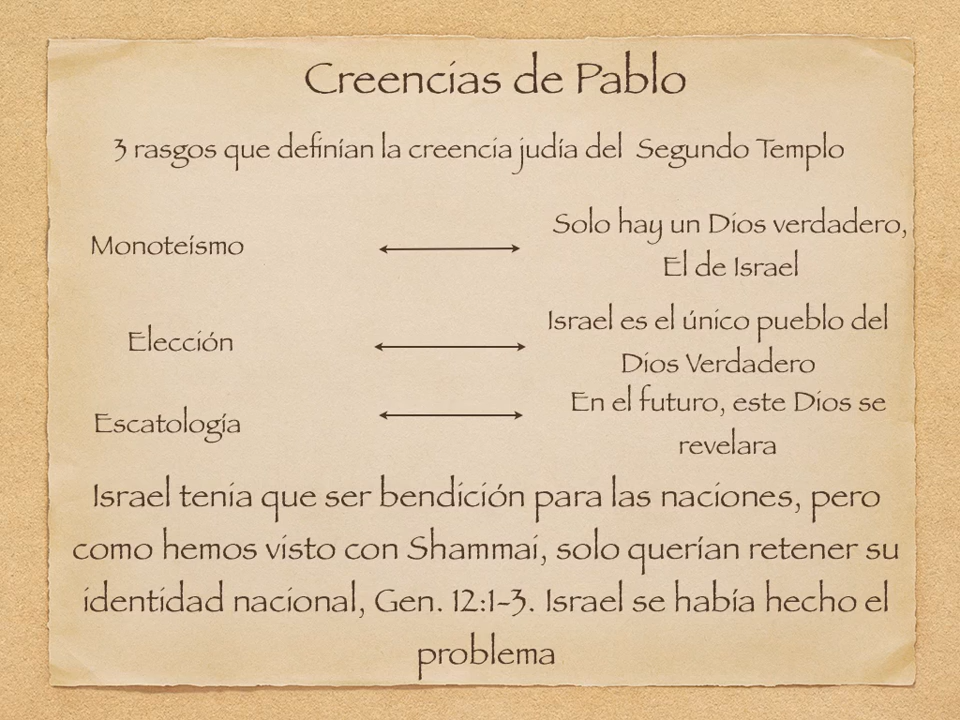 Creencias de Pablo
3 rasgos que definían la creencia judía del Segundo Templo
Monoteísmo
Solo hay un Dios verdadero,
El de Israel
Elección
Israel es el único pueblo del
Dios Verdadero
Escatología
En el futuro, este Dios se
revelara
Israel tenia que ser bendición para las naciones, pero
como hemos visto con Shammai, solo querían retener su
identidad nacional, Gen. 12:1-3. Israel se había hecho el
problema